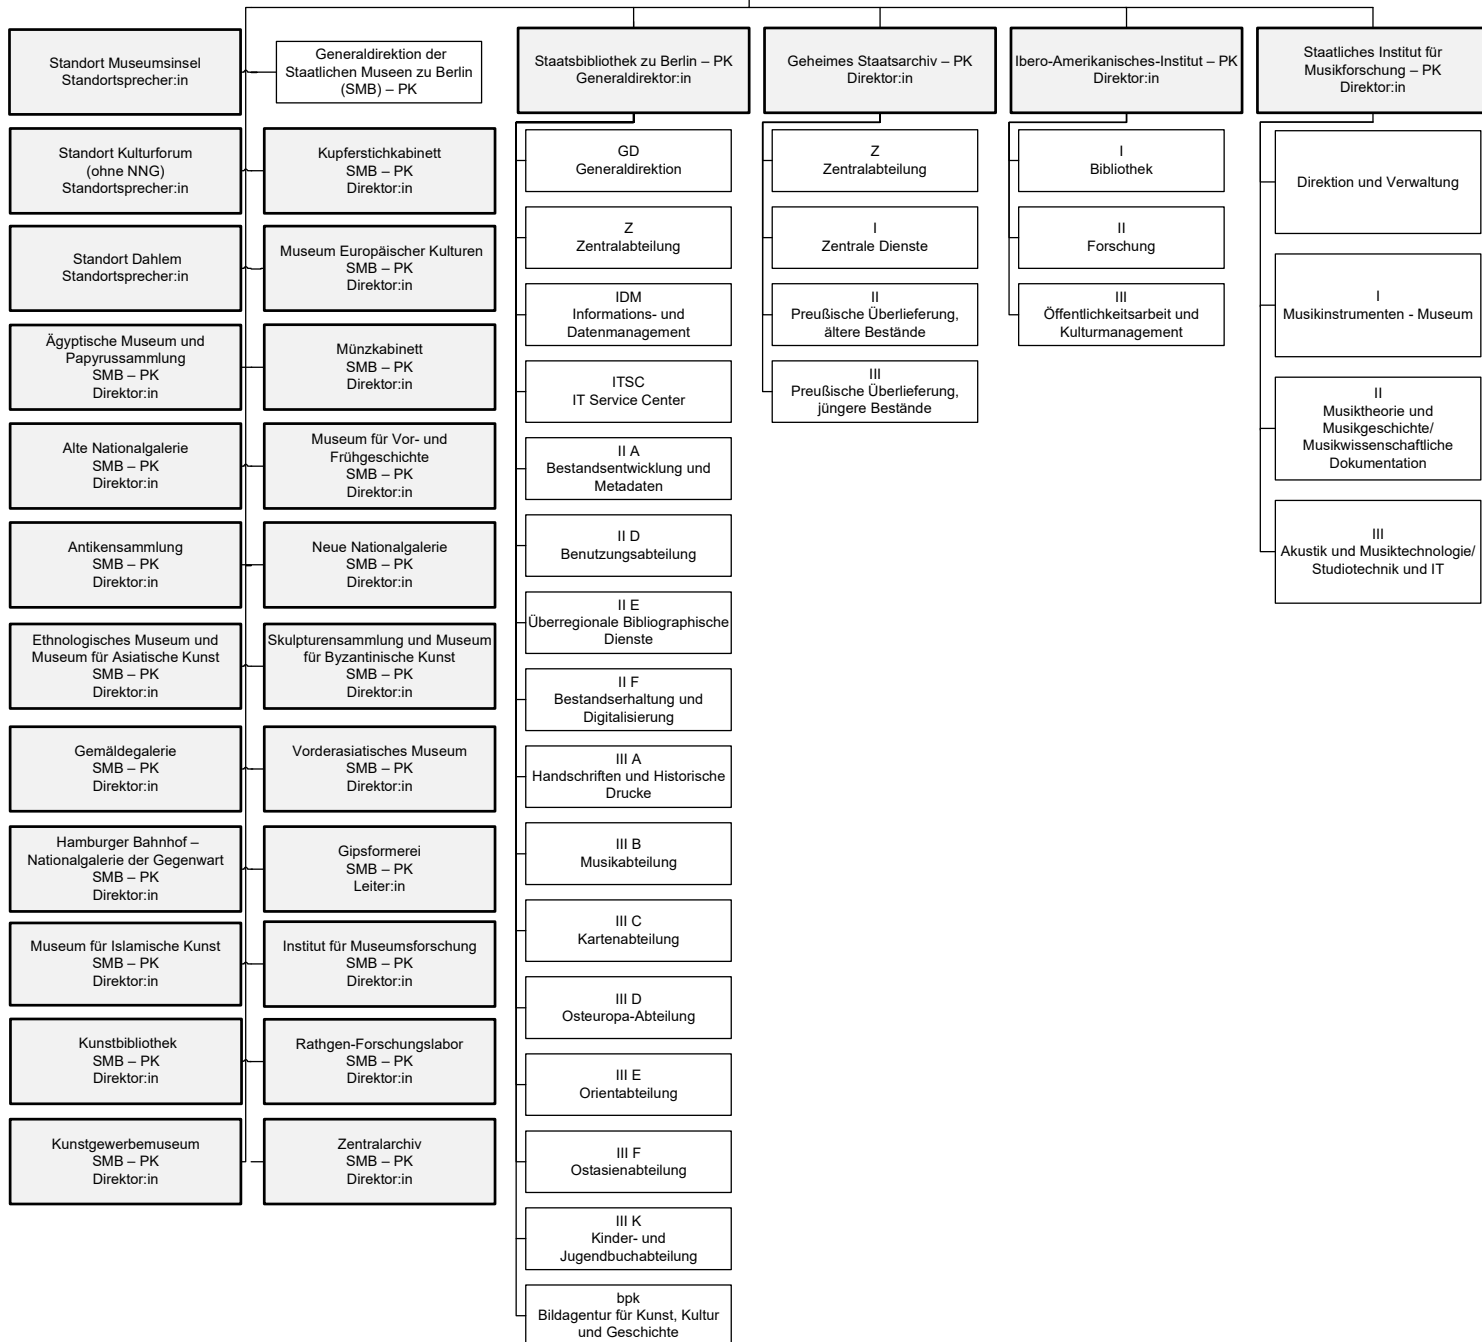 Standort Museumsinsel
Standortsprecher:in
Generaldirektion der
Staatlichen Museen zu Berlin
(SMB) – PK
Standort Kulturforum
(ohne NNG)
Standortsprecher:in
Kupferstichkabinett
SMB – PK
Direktor:in
Standort Dahlem
Standortsprecher:in
Museum Europäischer Kulturen
SMB – PK
Direktor:in
Ägyptische Museum und
Papyrussammlung
SMB – PK
Direktor:in
Münzkabinett
SMB – PK
Direktor:in
Alte Nationalgalerie
SMB – PK
Direktor:in
Museum für Vor- und
Frühgeschichte
SMB – PK
Direktor:in
Antikensammlung
SMB – PK
Direktor:in
Neue Nationalgalerie
SMB – PK
Direktor:in
Ethnologisches Museum und
Museum für Asiatische Kunst
SMB – PK
Direktor:in
Skulpturensammlung und Museum
für Byzantinische Kunst
SMB – PK
Direktor:in
Gemäldegalerie
SMB – PK
Direktor:in
Vorderasiatisches Museum
SMB – PK
Direktor:in
Hamburger Bahnhof –
Nationalgalerie der Gegenwart
SMB – PK
Direktor:in
Gipsformerei
SMB – PK
Leiter:in
Museum für Islamische Kunst
SMB – PK
Direktor:in
Institut für Museumsforschung
SMB – PK
Direktor:in
Kunstbibliothek
SMB – PK
Direktor:in
Rathgen-Forschungslabor
SMB – PK
Direktor:in
Kunstgewerbemuseum
SMB – PK
Direktor:in
Zentralarchiv
SMB – PK
Direktor:in
Staatsbibliothek zu Berlin – PK
Generaldirektor:in
GD
Generaldirektion
Z
Zentralabteilung
IDM
Informations- und
Datenmanagement
ITSC
IT Service Center
II A
Bestandsentwicklung und
Metadaten
II D
Benutzungsabteilung
II E
Überregionale Bibliographische
Dienste
II F
Bestandserhaltung und
Digitalisierung
III A
Handschriften und Historische
Drucke
III B
Musikabteilung
III C
Kartenabteilung
III D
Osteuropa-Abteilung
III E
Orientabteilung
III F
Ostasienabteilung
III K
Kinder- und
Jugendbuchabteilung
bpk
Bildagentur für Kunst, Kultur
und Geschichte
Geheimes Staatsarchiv – PK
Direktor:in
Z
Zentralabteilung
I
Zentrale Dienste
II
Preußische Überlieferung,
ältere Bestände
III
Preußische Überlieferung,
jüngere Bestände
Ibero-Amerikanisches-Institut – PK
Direktor:in
I
Bibliothek
II
Forschung
III
Öffentlichkeitsarbeit und
Kulturmanagement
Staatliches Institut für
Musikforschung – PK
Direktor:in
Direktion und Verwaltung
I
Musikinstrumenten - Museum
II
Musiktheorie und
Musikgeschichte/
Musikwissenschaftliche
Dokumentation
III
Akustik und Musiktechnologie/
Studiotechnik und IT